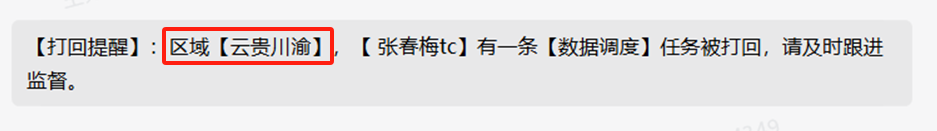 【打回提醒】：区域【云贵川渝】，【 张春梅tc】有一条【数据调度】任务被打回，请及时跟进
监督。